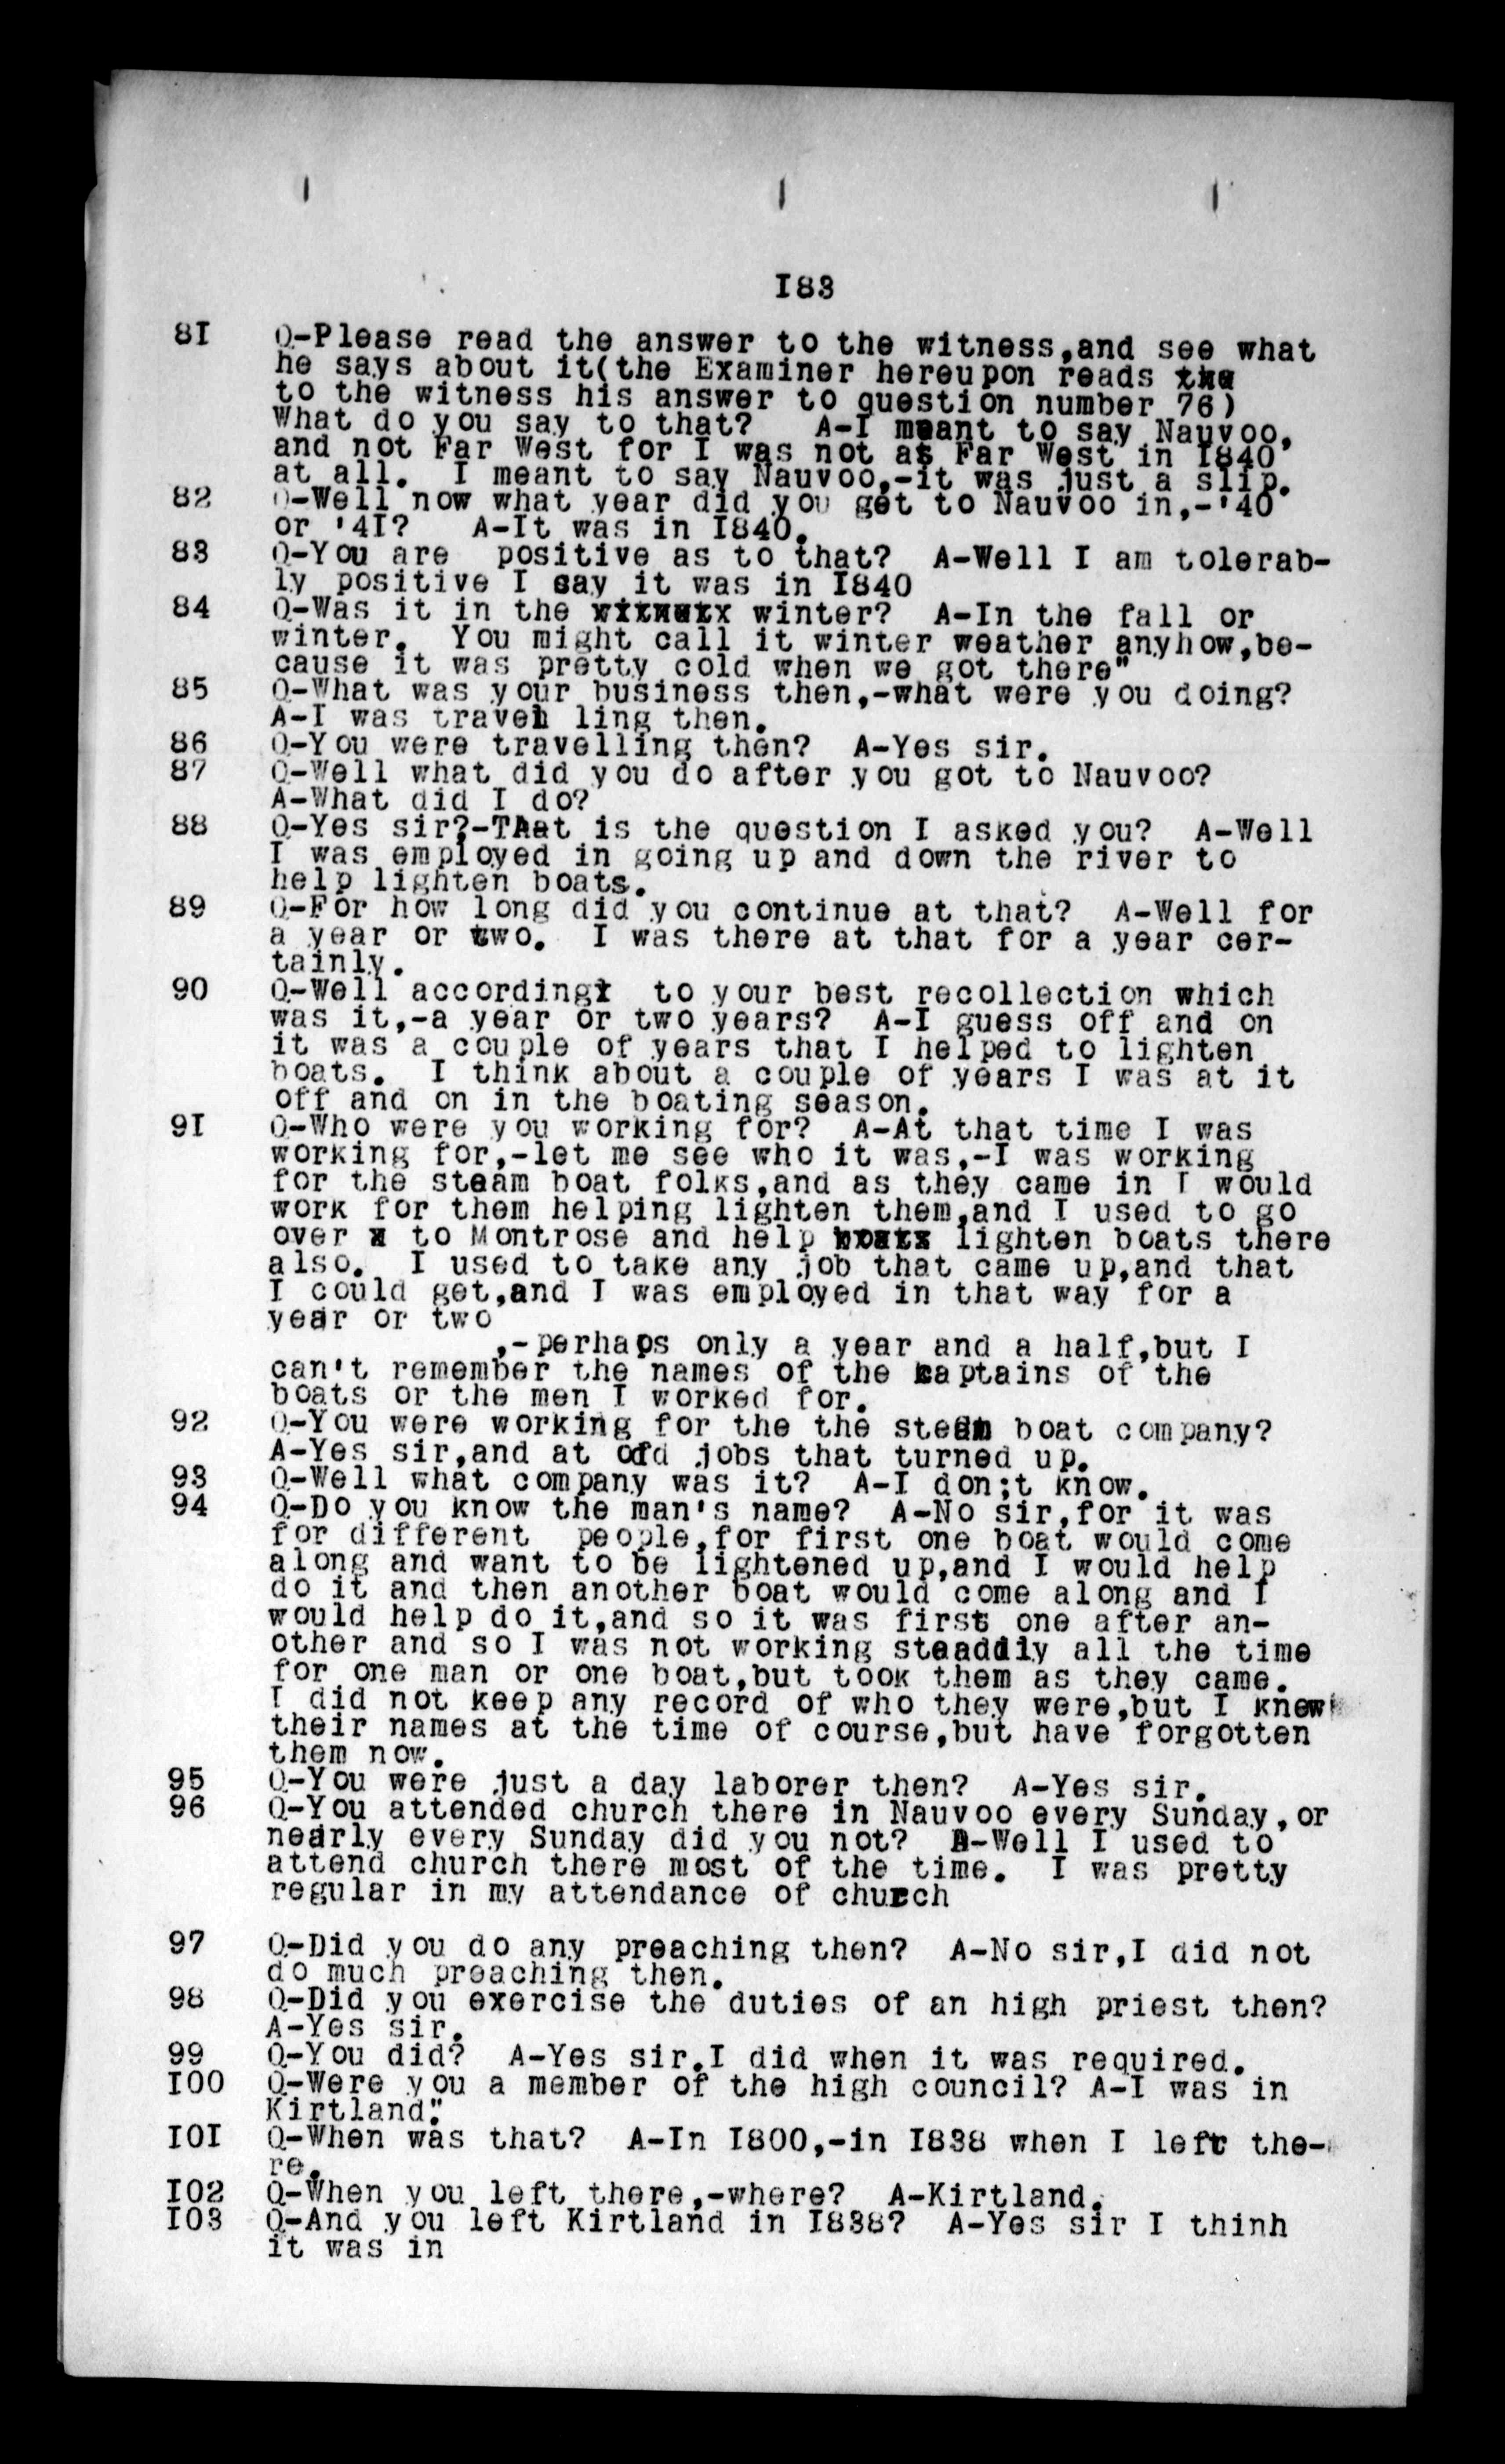 I83
8I Q-Please read the answer to the witness,and see what
he says about it(the Examiner hereupon reads the
to the witness his answer to question number 76)
What do you say to that? A-I meant to say Nauvoo,
and not Far West for I was not at Far West in I840
at all. I meant to say Nauvoo,-it was just a slip.
82 Q-Well now what year did you get to Nauvoo in,-'40
or '4I? A-It was in I840.
83 Q-You are positive as to that? A-Well I am tolerab-
ly positive I say it was in I840
84 Q-Was it in the winter? A-In the fall or
winter. You might call it winter weather anyhow,be-
cause it was pretty cold when we got there"
85 Q-What was your business then,-what were you doing?
A-I was travel ling then.
86 Q-You were travelling then? A-Yes sir.
87 Q-Well what did you do after you got to Nauvoo?
A-What did I do?
88 Q-Yes sir?-That is the question I asked you? A-Well
I was employed in going up and down the river to
help lighten boats.
89 Q-For how long did you continue at that? A-Well for
a year or two. I was there at that for a year cer-
tainly.
90 Q-Well according to your best recollection which
was it,-a year or two years? A-I guess off and on
it was a couple of years that I helped to lighten
boats. I think about a couple of years I was at it
off and on in the boating season.
9I Q-Who were you working for? A-At that time I was
working for,-let me see who it was,-I was working
for the steam boat folks,and as they came in I would
work for them helping lighten them,and I used to go
over x to Montrose and help boats lighten boats there
also. I used to take any job that came up,and that
I could get,and I was employed in that way for a
year or two
,-perhaps only a year and a half,but I
can't remember the names of the captains of the
boats or the men I worked for.
92 Q-You were working for the the steam boat company?
A-Yes sir,and at odd jobs that turned up.
93 Q-Well what company was it? A-I don;t know.
94 Q-Do you know the man's name? A-No sir,for it was
for different people,for first one boat would come
along and want to be lightened up,and I would help
do it and then another boat would come along and I
would help do it,and so it was first one after an-
other and so I was not working steaddily all the time
for one man or one boat,but took them as they came.
I did not keep any record of who they were,but I knew
their names at the time of course,but have forgotten
them now.
95 Q-You were just a day laborer then? A-Yes sir.
96 Q-You attended church there in Nauvoo every Sunday,or
nearly every Sunday did you not? A-Well I used to
attend church there most of the time. I was pretty
regular in my attendance of church
97 Q-Did you do any preaching then? A-No sir,I did not
do much preaching then.
98 Q-Did you exercise the duties of an high priest then?
A-Yes sir.
99 Q-You did? A-Yes sir.I did when it was required.
I00 Q-Were you a member of the high council? A-I was in
Kirtland."
I0I Q-When was that? A-In I800,-in I838 when I left the-
re.
I02 Q-When you left there,-where? A-Kirtland.
I03 Q-And you left Kirtland in I838? A-Yes sir I thinh
it was in